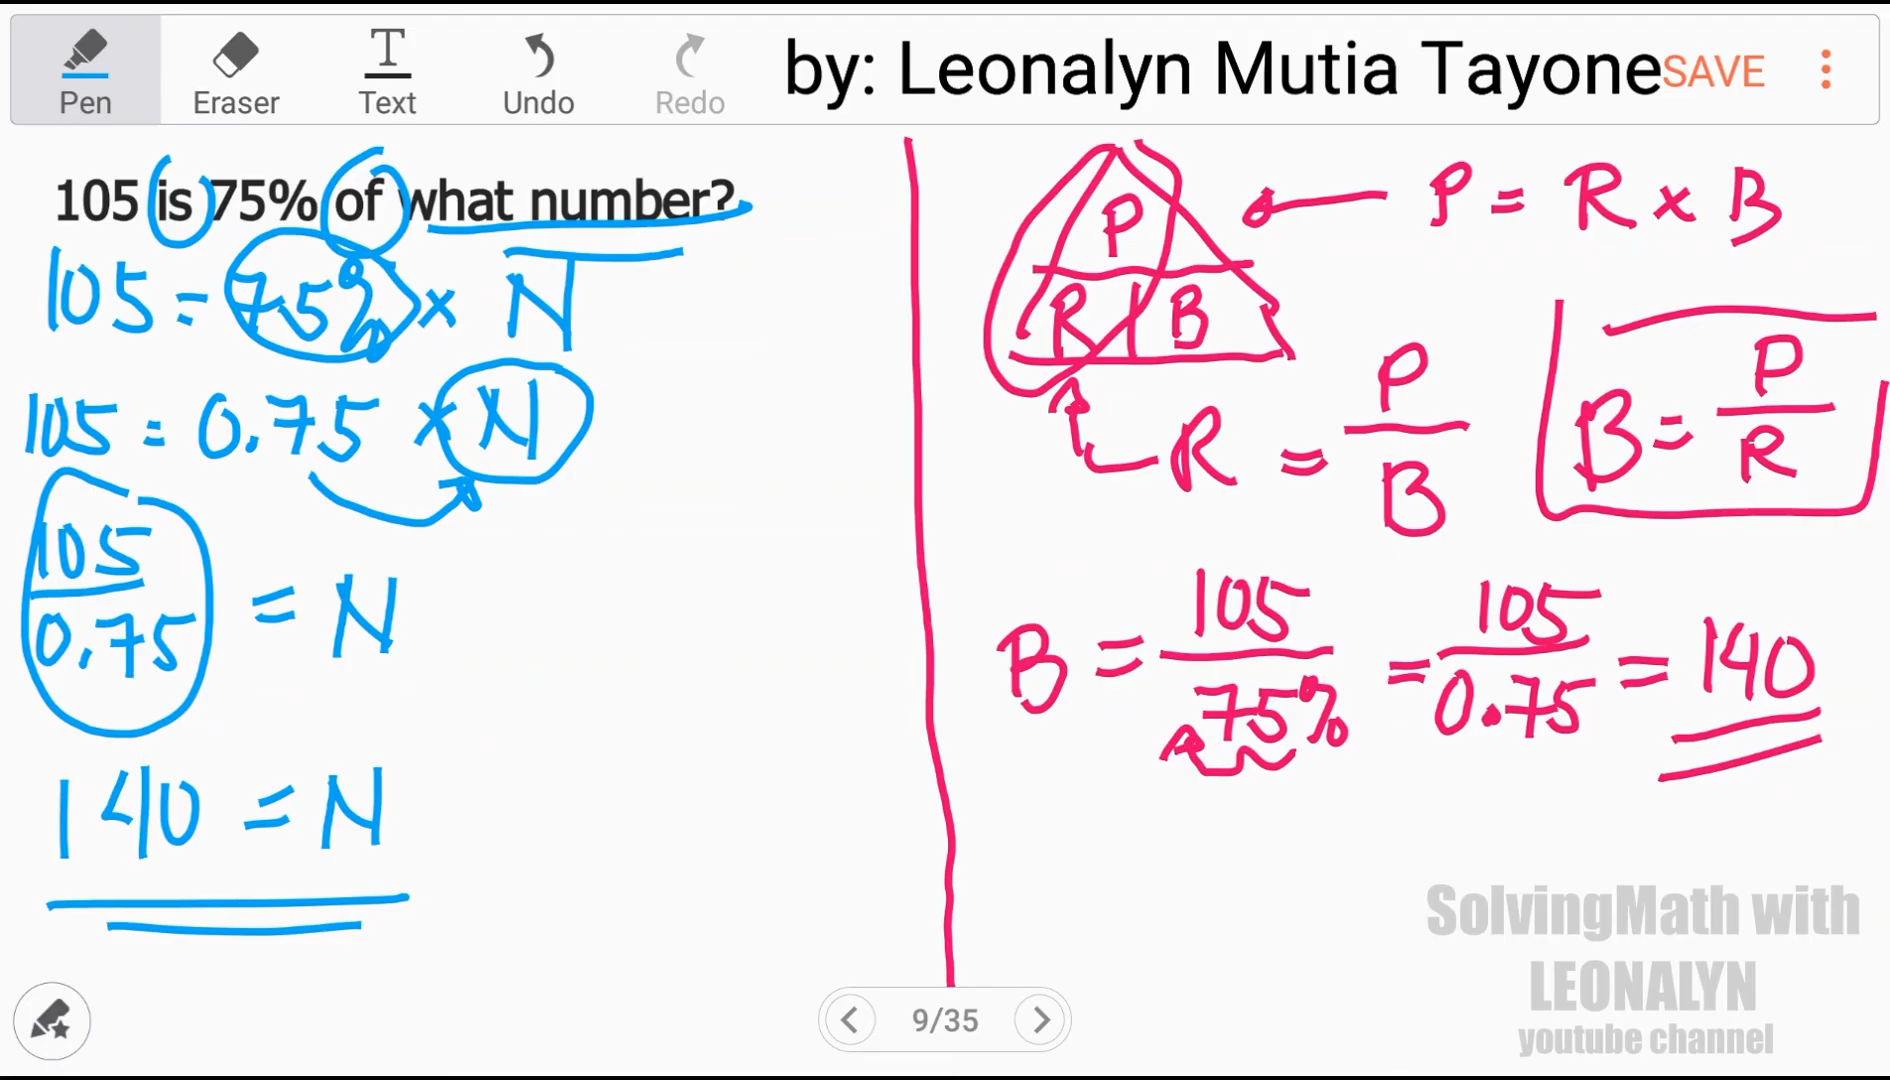 Pen Eraser Text Undo Redo by: Leonalyn Mutia Tayone SAVE
105 is 75% of what number?
105 = 75% × N
105 = 0.75 × N
105
0.75
= N
140 = N
P
R B
P = R × B
R = P
B
B = P
R
B = 105
75%
= 105
0.75
= 140
SolvingMath with
LEONALYN
youtube channel
9/35